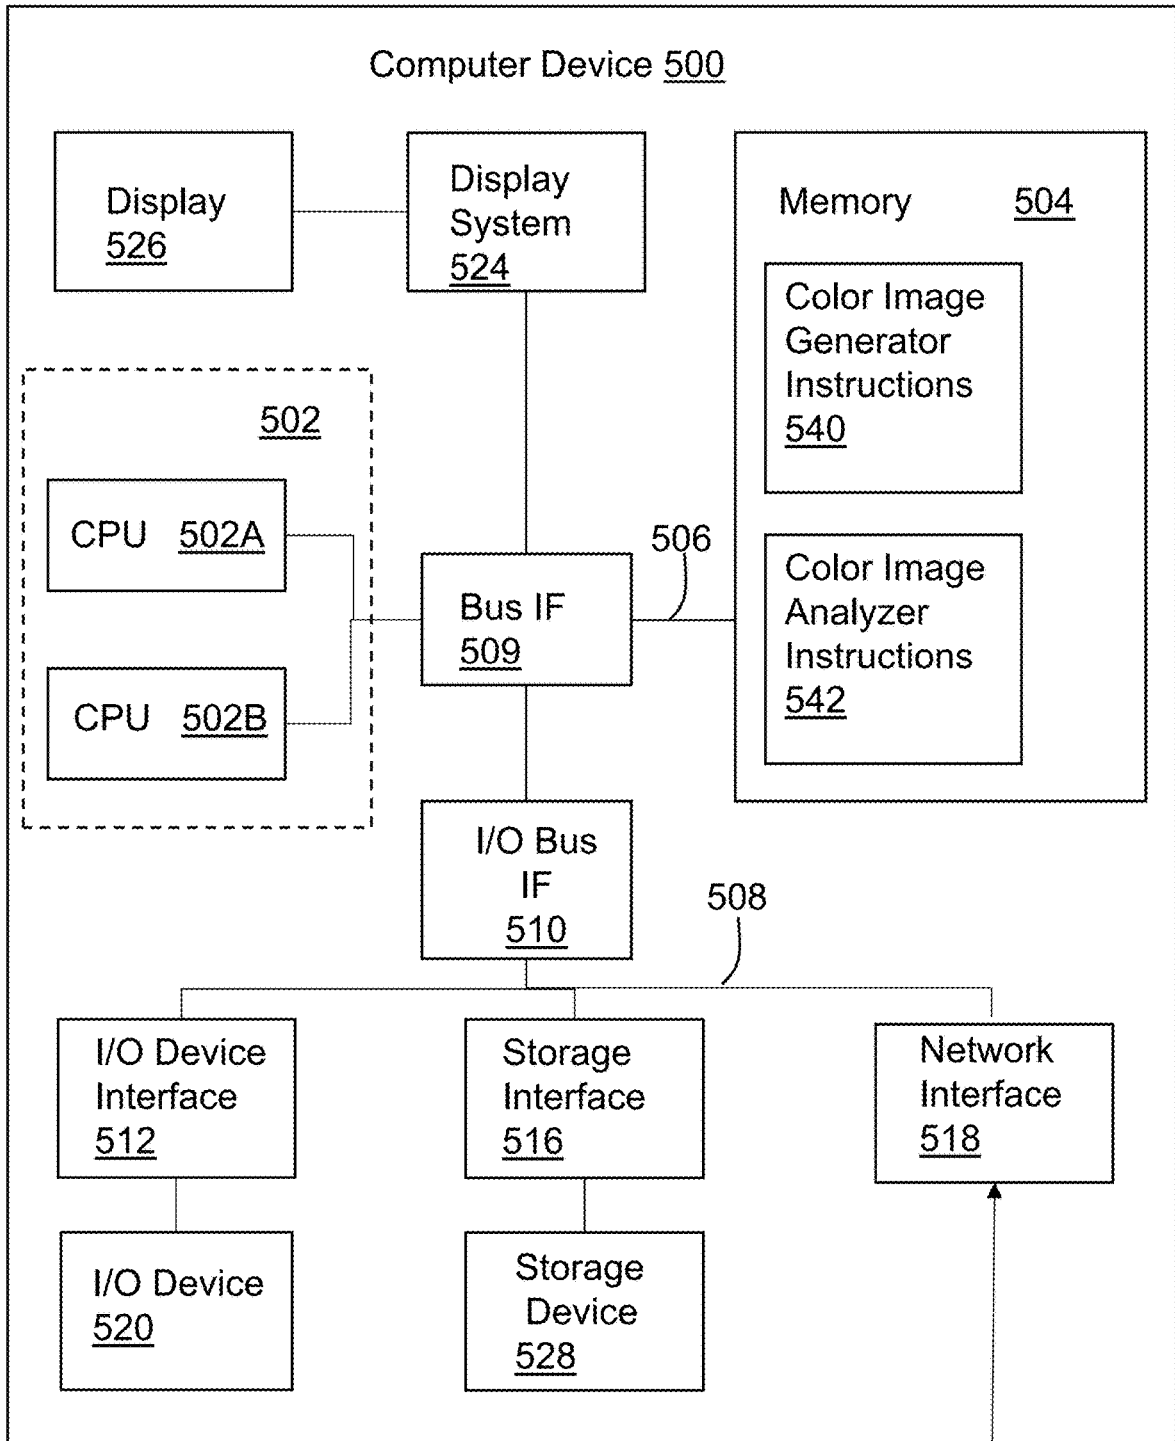 Computer Device 500
Display
526
Display
System
524
Memory 504
Color Image
Generator
Instructions
540
Color Image
Analyzer
Instructions
542
502
CPU 502A
CPU 502B
506
Bus IF
509
I/O Bus
IF
510
508
I/O Device
Interface
512
Storage
Interface
516
Network
Interface
518
I/O Device
520
Storage
Device
528